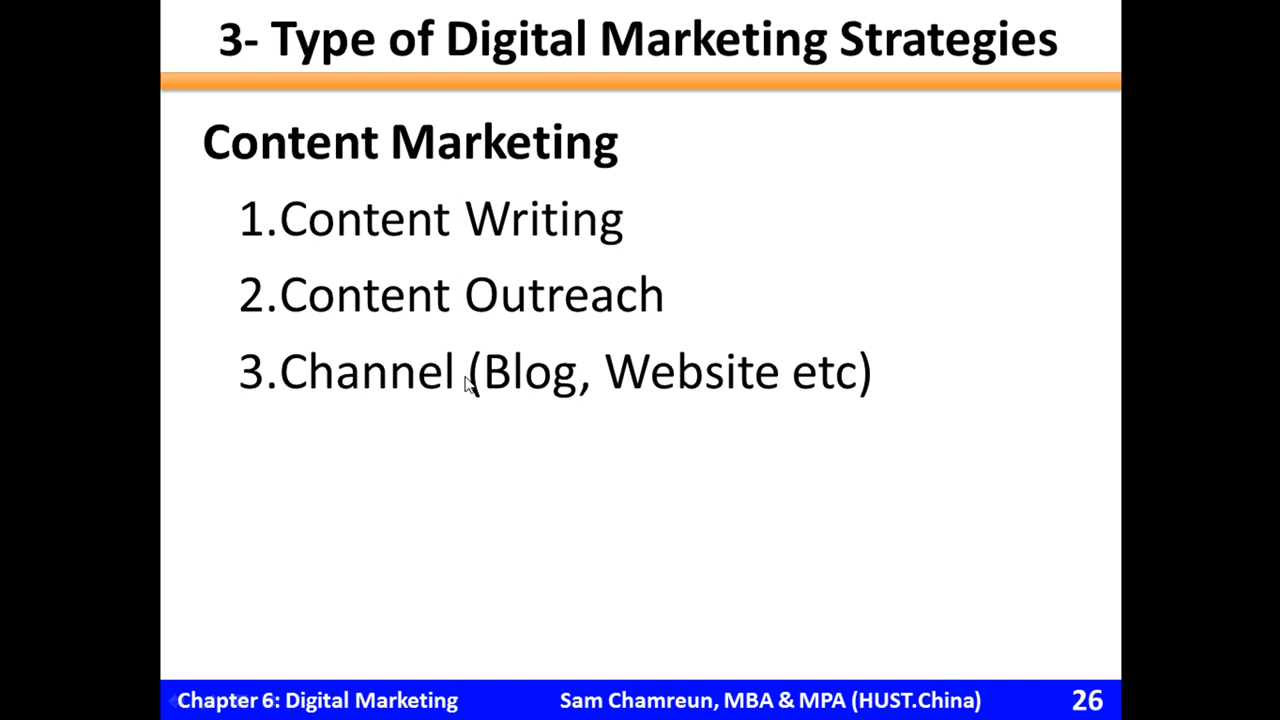 3- Type of Digital Marketing Strategies
Content Marketing
1.Content Writing
2.Content Outreach
3.Channel (Blog, Website etc)
Chapter 6: Digital Marketing Sam Chamreun, MBA & MPA (HUST.China) 26